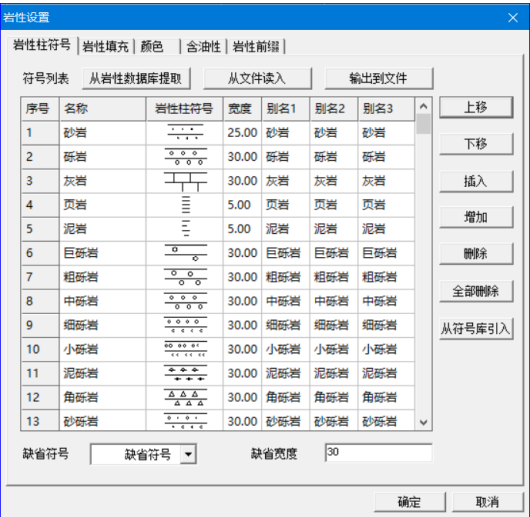 岩性设置
岩性柱符号 岩性填充 颜色 含油性 岩性前缀
符号列表 从岩性数据库提取 从文件读入 输出到文件
序号 名称 岩性柱符号 宽度 别名1 别名2 别名3 上移
1 砂岩 25.00 砂岩 砂岩 砂岩
2 砾岩 30.00 砾岩 砾岩 砾岩 下移
3 灰岩 30.00 灰岩 灰岩 灰岩 插入
4 页岩 5.00 页岩 页岩 页岩 增加
5 泥岩 5.00 泥岩 泥岩 泥岩
6 巨砾岩 30.00 巨砾岩 巨砾岩 巨砾岩 删除
7 粗砾岩 30.00 粗砾岩 粗砾岩 粗砾岩
8 中砾岩 30.00 中砾岩 中砾岩 中砾岩 全部删除
9 细砾岩 30.00 细砾岩 细砾岩 细砾岩 从符号库引入
10 小砾岩 30.00 小砾岩 小砾岩 小砾岩
11 泥砾岩 30.00 泥砾岩 泥砾岩 泥砾岩
12 角砾岩 30.00 角砾岩 角砾岩 角砾岩
13 砂砾岩 30.00 砂砾岩 砂砾岩 砂砾岩
缺省符号 缺省符号 缺省宽度 30
确定 取消